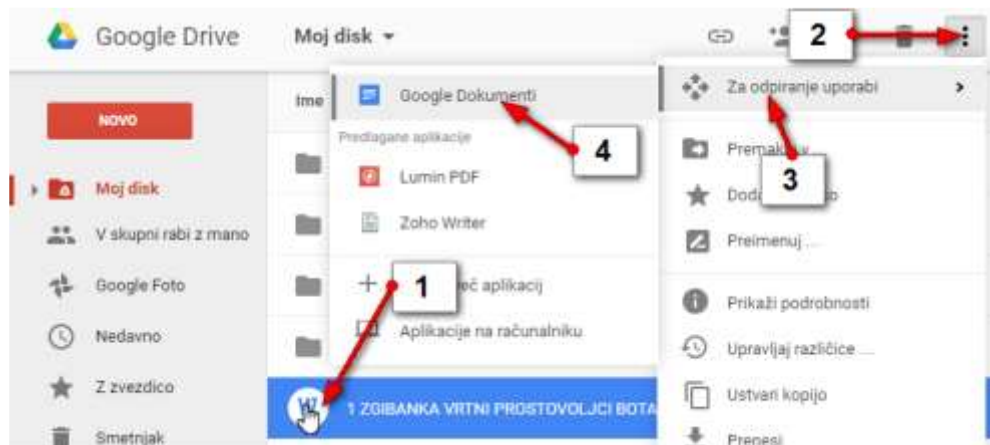 Google Drive
Moj disk
2
NOVO
Moj disk
V skupni rabi z mano
Google Foto
Nedavno
Z zvezdico
Smetnjak
Ime
Google Dokumenti
4
Predlagane aplikacije
Lumin PDF
Zoho Writer
1
aplikacij
Aplikacije na računalniku
1 ZGIBANKA VRTNI PROSTOVOLJCI BOTA
Za odpiranje uporabi
3
Preimenuj ...
Prikaži podrobnosti
Upravljaj različice ...
Ustvari kopijo
Prenesi